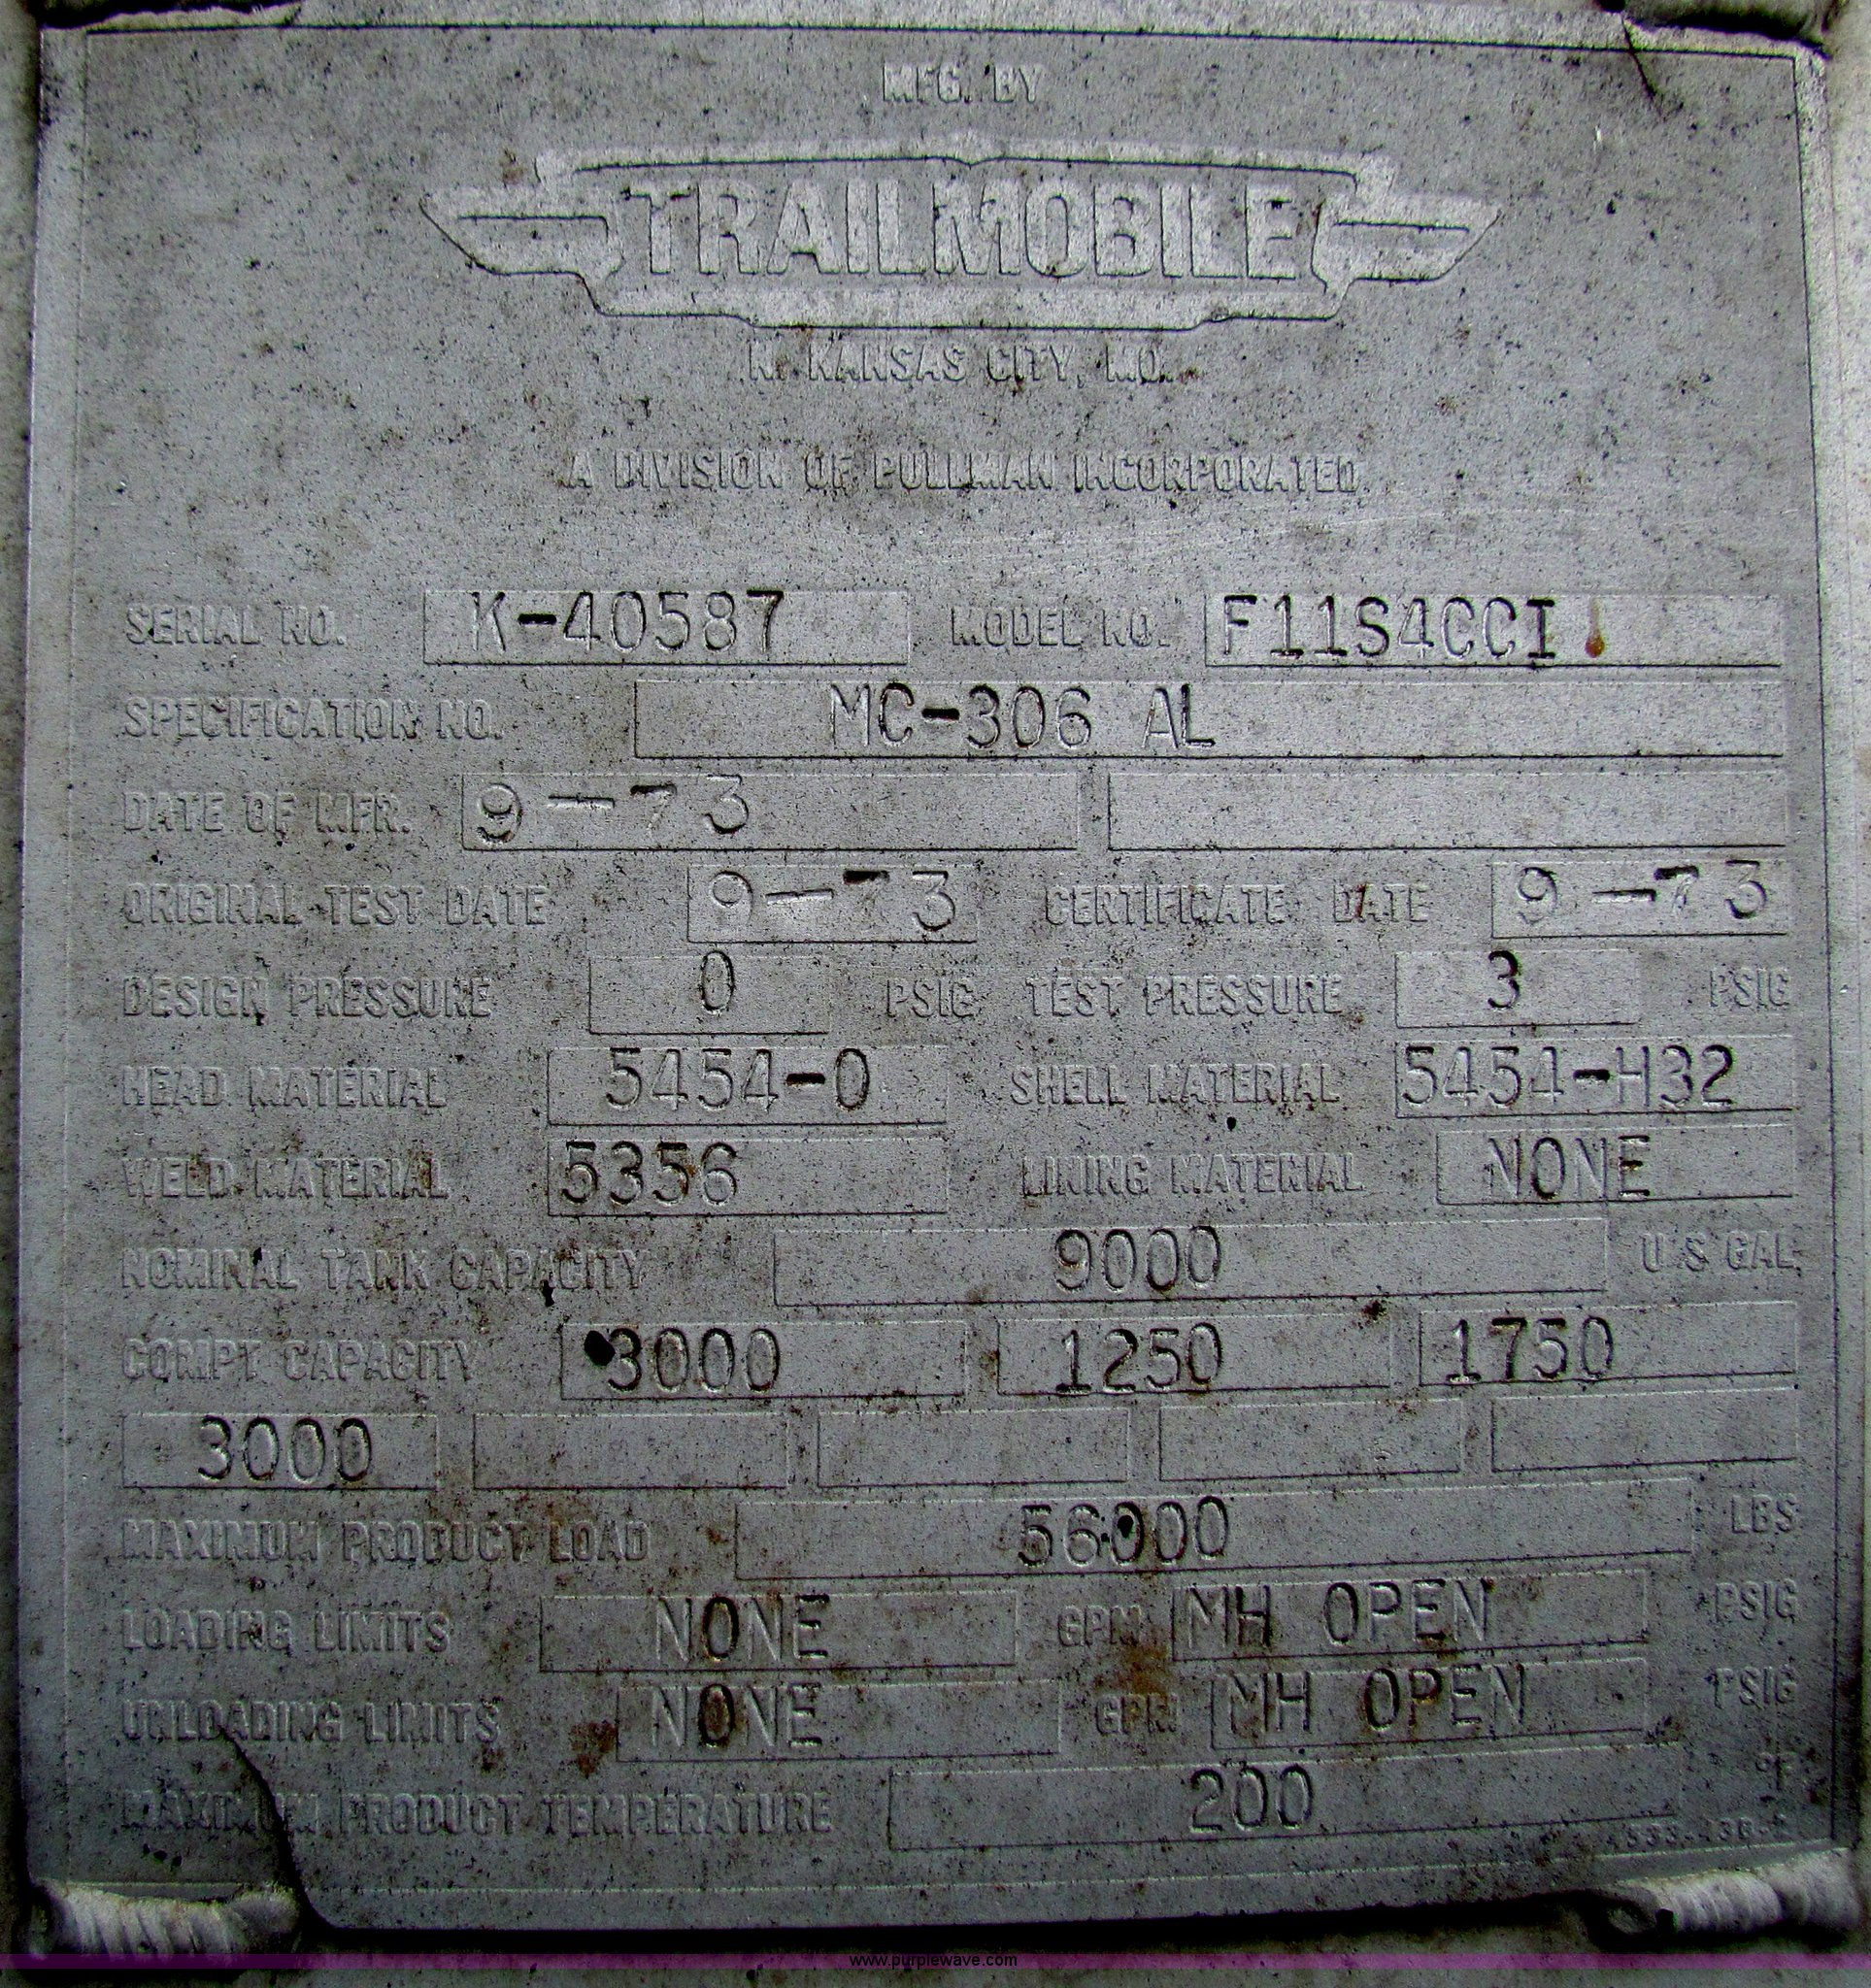 MFG. BY
TRAILMOBILE
N. KANSAS CITY, MO.
A DIVISION OF PULLMAN INCORPORATED
SERIAL NO. K-40587 MODEL NO. F11S4CCI
SPECIFICATION NO. MC-306 AL
DATE OF MFR. 9-73
ORIGINAL TEST DATE 9-73 CERTIFICATE DATE 9-73
DESIGN PRESSURE 0 PSIG TEST PRESSURE 3 PSIG
HEAD MATERIAL 5454-O SHELL MATERIAL 5454-H32
WELD MATERIAL 5356 LINING MATERIAL NONE
NOMINAL TANK CAPACITY 9000 U S GAL.
COMPT CAPACITY 3000 1250 1750
3000
MAXIMUM PRODUCT LOAD 56000 LBS
LOADING LIMITS NONE GPM MH OPEN PSIG
UNLOADING LIMITS NONE GPM MH OPEN PSIG
MAXIMUM PRODUCT TEMPERATURE 200 °F
www.purplewave.com